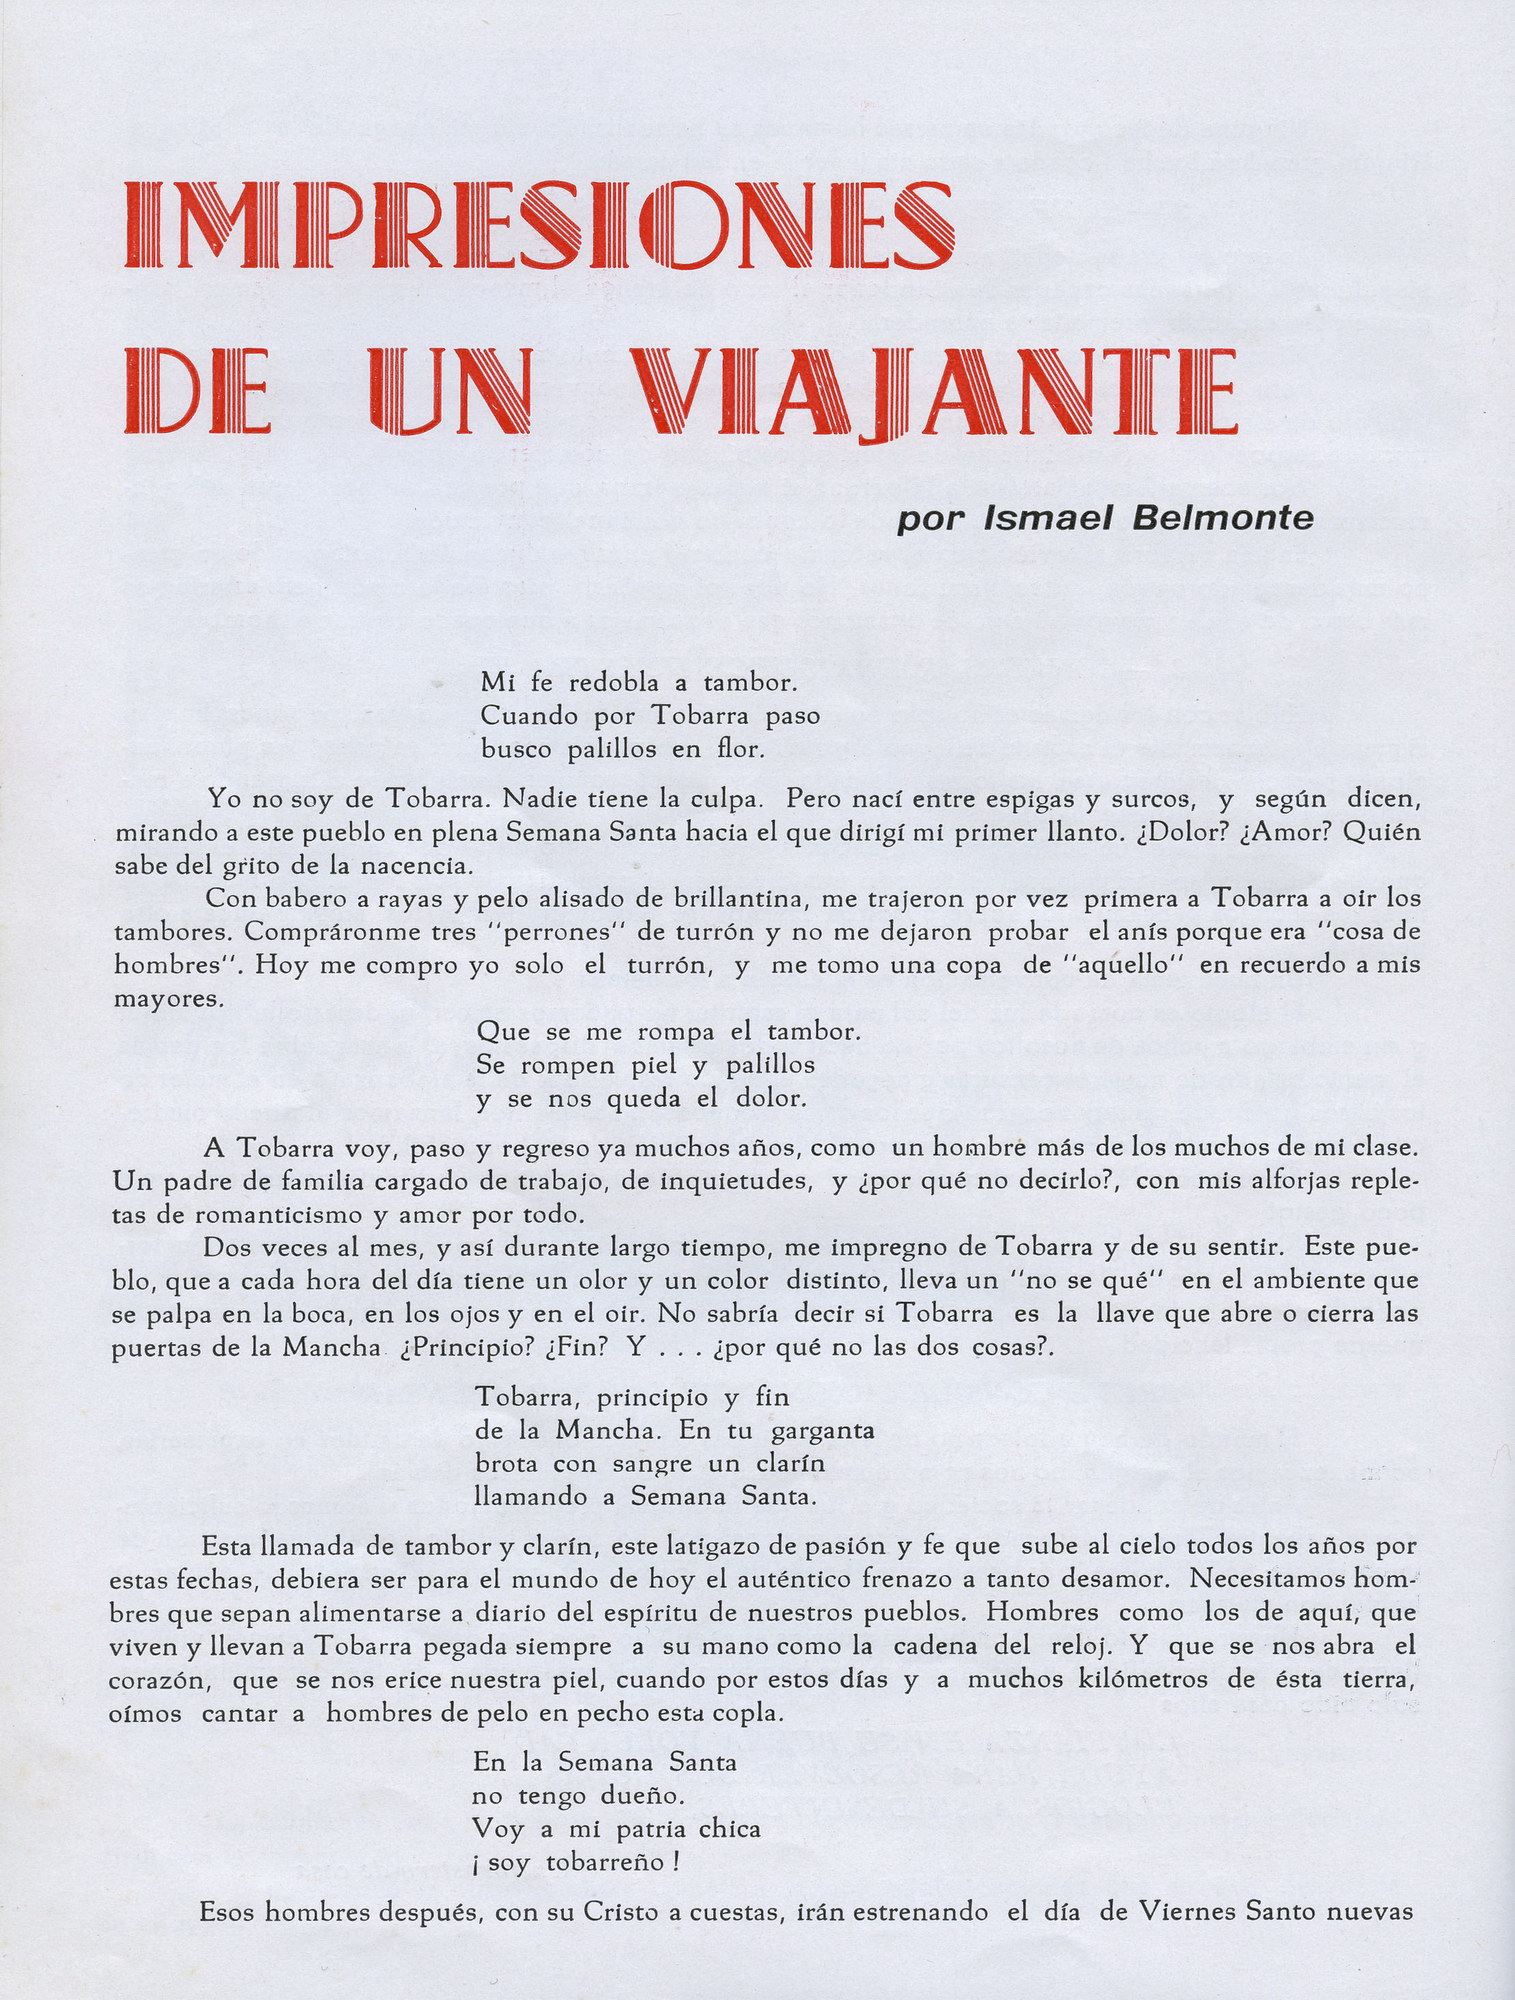 IMPRESIONES
DE UN VIAJANTE
por Ismael Belmonte
Mi fe redobla a tambor.
Cuando por Tobarra paso
busco palillos en flor.
Yo no soy de Tobarra. Nadie tiene la culpa. Pero nací entre espigas y surcos, y según dicen,
mirando a este pueblo en plena Semana Santa hacia el que dirigí mi primer llanto. ¿Dolor? ¿Amor? Quién
sabe del grito de la nacencia.
Con babero a rayas y pelo alisado de brillantina, me trajeron por vez primera a Tobarra a oir los
tambores. Compráronme tres "perrones" de turrón y no me dejaron probar el anís porque era "cosa de
hombres". Hoy me compro yo solo el turrón, y me tomo una copa de "aquello" en recuerdo a mis
mayores.
Que se me rompa el tambor.
Se rompen piel y palillos
y se nos queda el dolor.
A Tobarra voy, paso y regreso ya muchos años, como un hombre más de los muchos de mi clase.
Un padre de familia cargado de trabajo, de inquietudes, y ¿por qué no decirlo?, con mis alforjas reple-
tas de romanticismo y amor por todo.
Dos veces al mes, y así durante largo tiempo, me impregno de Tobarra y de su sentir. Este pue-
blo, que a cada hora del día tiene un olor y un color distinto, lleva un "no se qué" en el ambiente que
se palpa en la boca, en los ojos y en el oir. No sabría decir si Tobarra es la llave que abre o cierra las
puertas de la Mancha. ¿Principio? ¿Fin? Y . . . ¿por qué no las dos cosas?.
Tobarra, principio y fin
de la Mancha. En tu garganta
brota con sangre un clarín
llamando a Semana Santa.
Esta llamada de tambor y clarín, este latigazo de pasión y fe que sube al cielo todos los años por
estas fechas, debiera ser para el mundo de hoy el auténtico frenazo a tanto desamor. Necesitamos hom-
bres que sepan alimentarse a diario del espíritu de nuestros pueblos. Hombres como los de aquí, que
viven y llevan a Tobarra pegada siempre a su mano como la cadena del reloj. Y que se nos abra el
corazón, que se nos erice nuestra piel, cuando por estos días y a muchos kilómetros de ésta tierra,
oímos cantar a hombres de pelo en pecho esta copla.
En la Semana Santa
no tengo dueño.
Voy a mi patria chica
¡ soy tobarreño !
Esos hombres después, con su Cristo a cuestas, irán estrenando el día de Viernes Santo nuevas